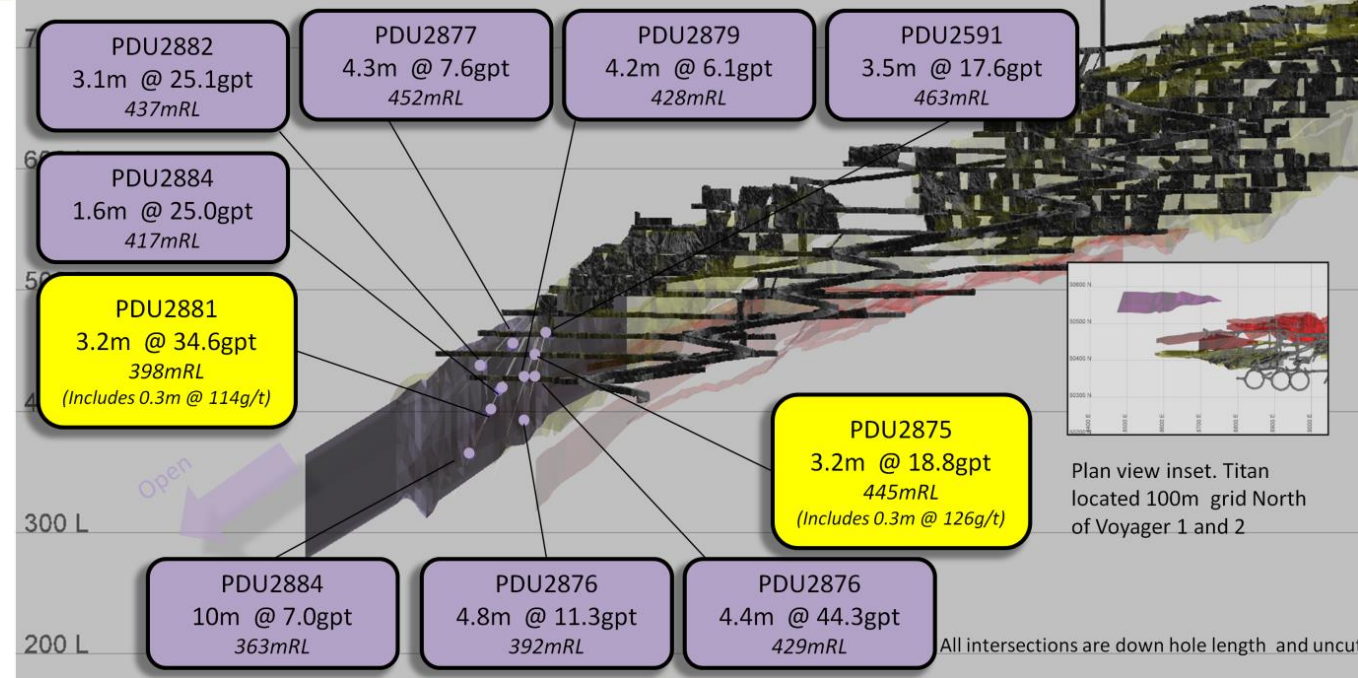 PDU2882
3.1m @ 25.1gpt
437mRL
PDU2877
4.3m @ 7.6gpt
452mRL
PDU2879
4.2m @ 6.1gpt
428mRL
PDU2591
3.5m @ 17.6gpt
463mRL
PDU2884
1.6m @ 25.0gpt
417mRL
PDU2881
3.2m @ 34.6gpt
398mRL
(Includes 0.3m @ 114g/t)
PDU2875
3.2m @ 18.8gpt
445mRL
(Includes 0.3m @ 126g/t)
Plan view inset. Titan
located 100m grid North
of Voyager 1 and 2
Open
300 L
PDU2884
10m @ 7.0gpt
363mRL
PDU2876
4.8m @ 11.3gpt
392mRL
PDU2876
4.4m @ 44.3gpt
429mRL
200 L
All intersections are down hole length and